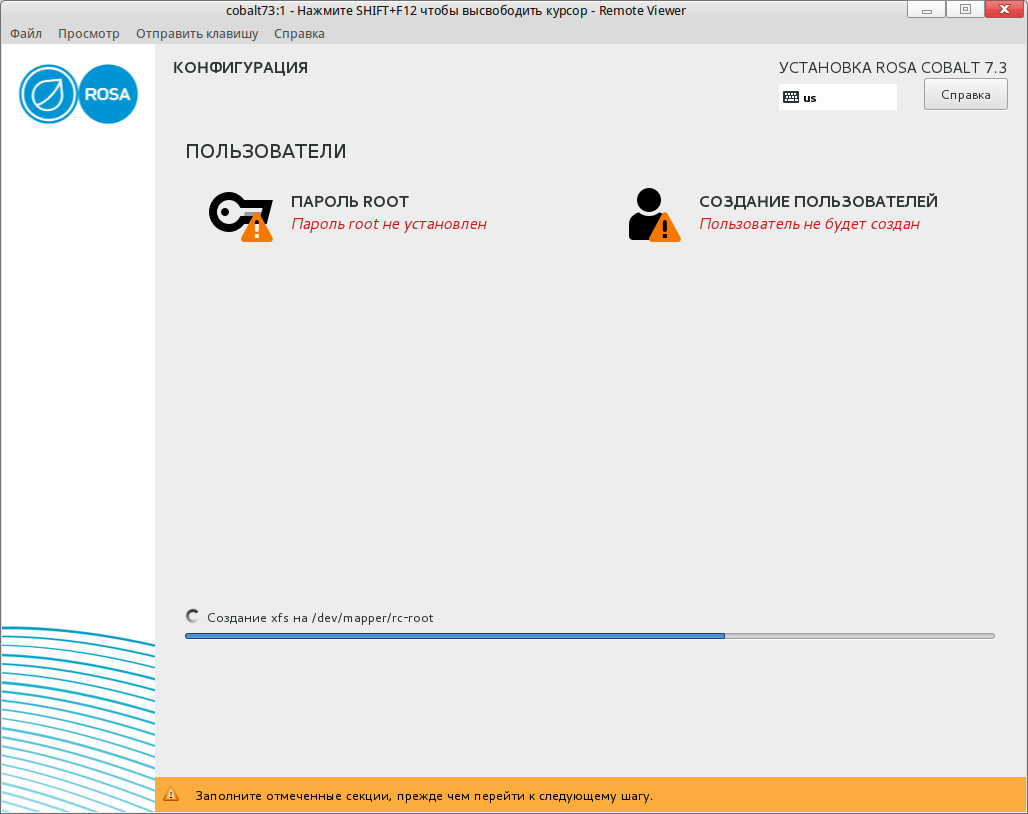 cobalt73:1 - Нажмите SHIFT+F12 чтобы высвободить курсор - Remote Viewer
Файл Просмотр Отправить клавишу Справка
ROSA
КОНФИГУРАЦИЯ
УСТАНОВКА ROSA COBALT 7.3
us
Справка
ПОЛЬЗОВАТЕЛИ
ПАРОЛЬ ROOT
Пароль root не установлен
СОЗДАНИЕ ПОЛЬЗОВАТЕЛЕЙ
Пользователь не будет создан
Создание xfs на /dev/mapper/rc-root
Заполните отмеченные секции, прежде чем перейти к следующему шагу.